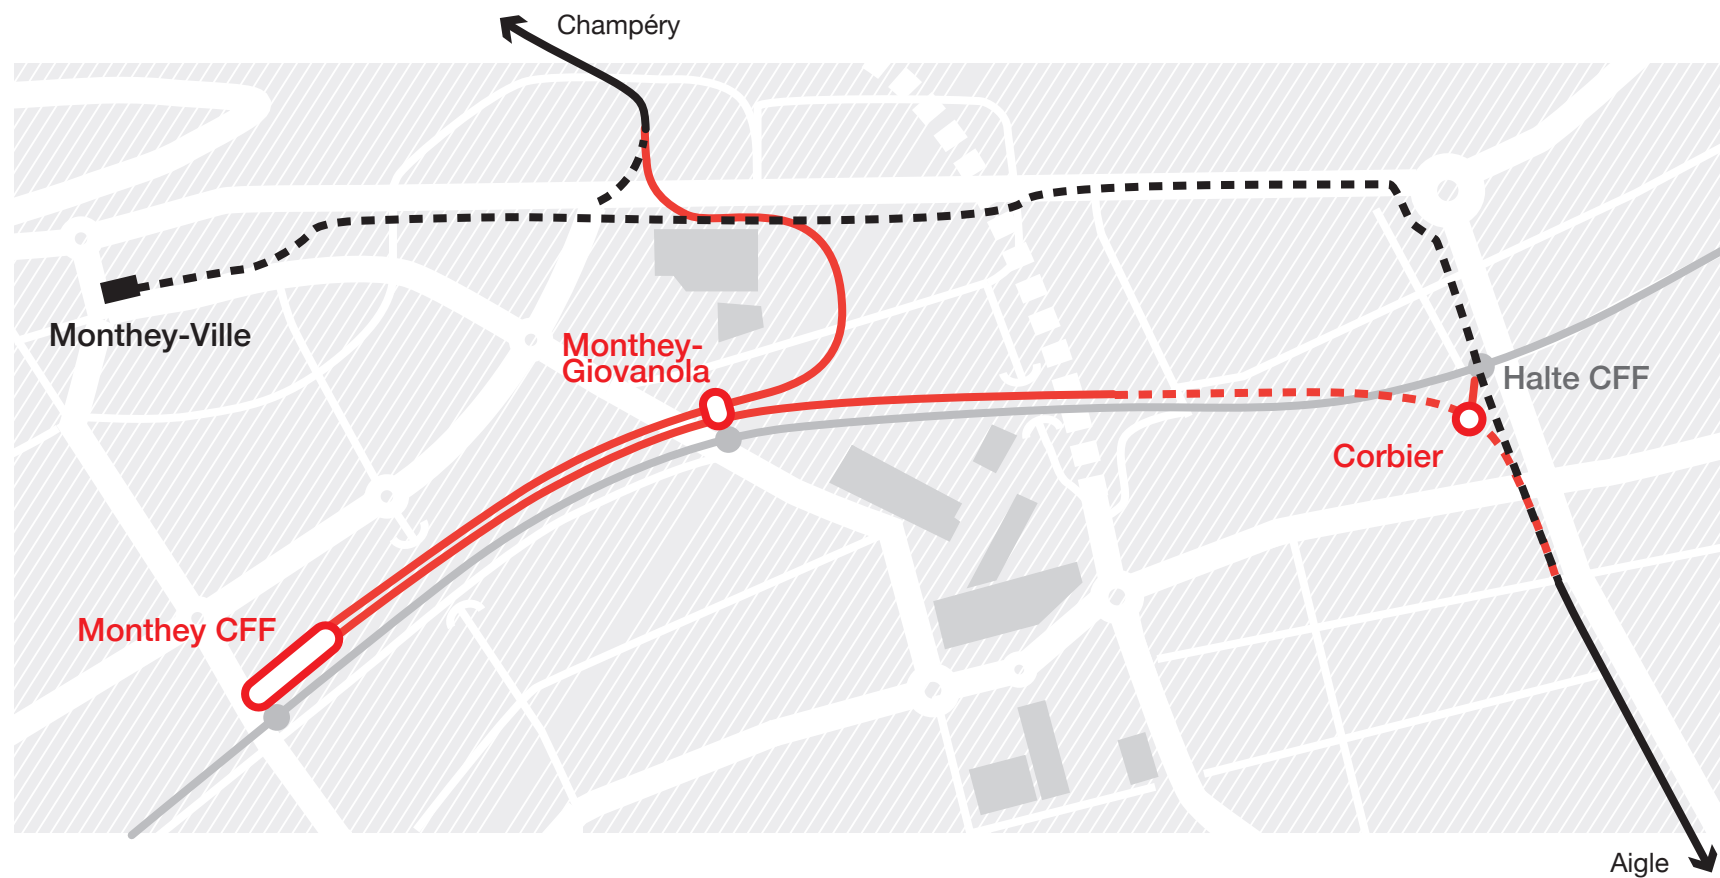 Champéry
Monthey-Ville
Monthey-
Giovanola
Halte CFF
Corbier
Monthey CFF
Aigle